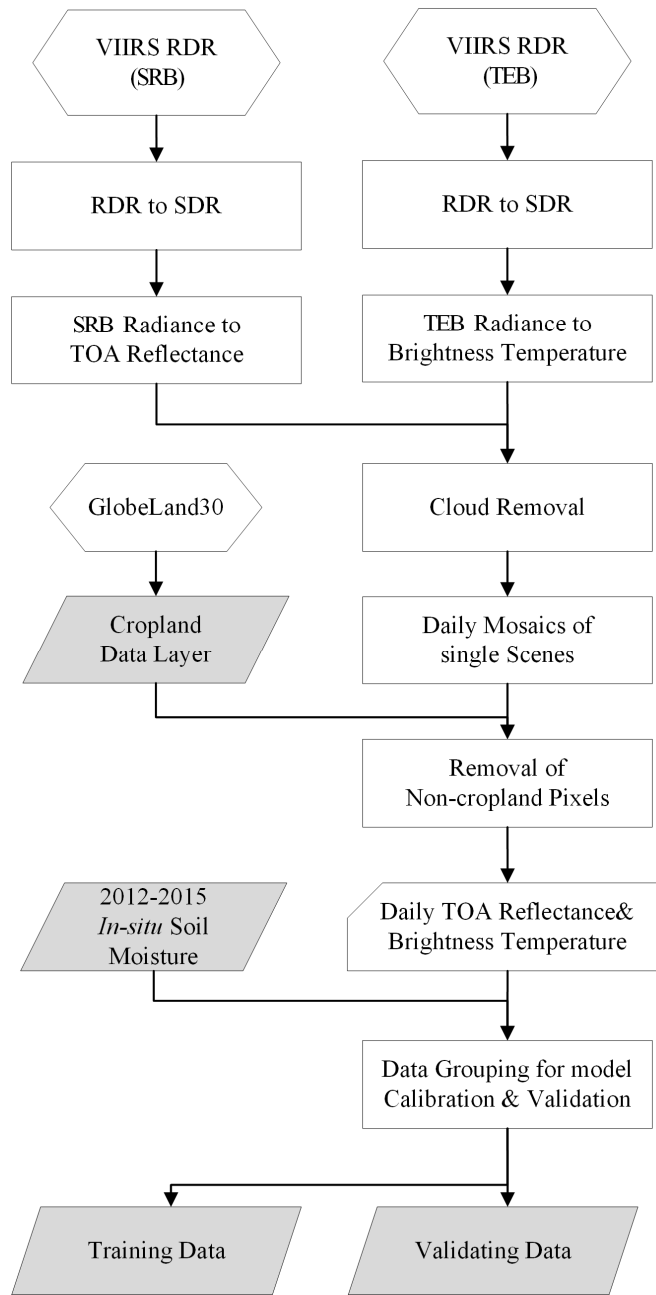 VIIRS RDR
(SRB)
VIIRS RDR
(TEB)
RDR to SDR
RDR to SDR
SRB Radiance to
TOA Reflectance
TEB Radiance to
Brightness Temperature
GlobeLand30
Cloud Removal
Cropland
Data Layer
Daily Mosaics of
single Scenes
Removal of
Non-cropland Pixels
2012-2015
In-situ Soil
Moisture
Daily TOA Reflectance&
Brightness Temperature
Data Grouping for model
Calibration & Validation
Training Data
Validating Data